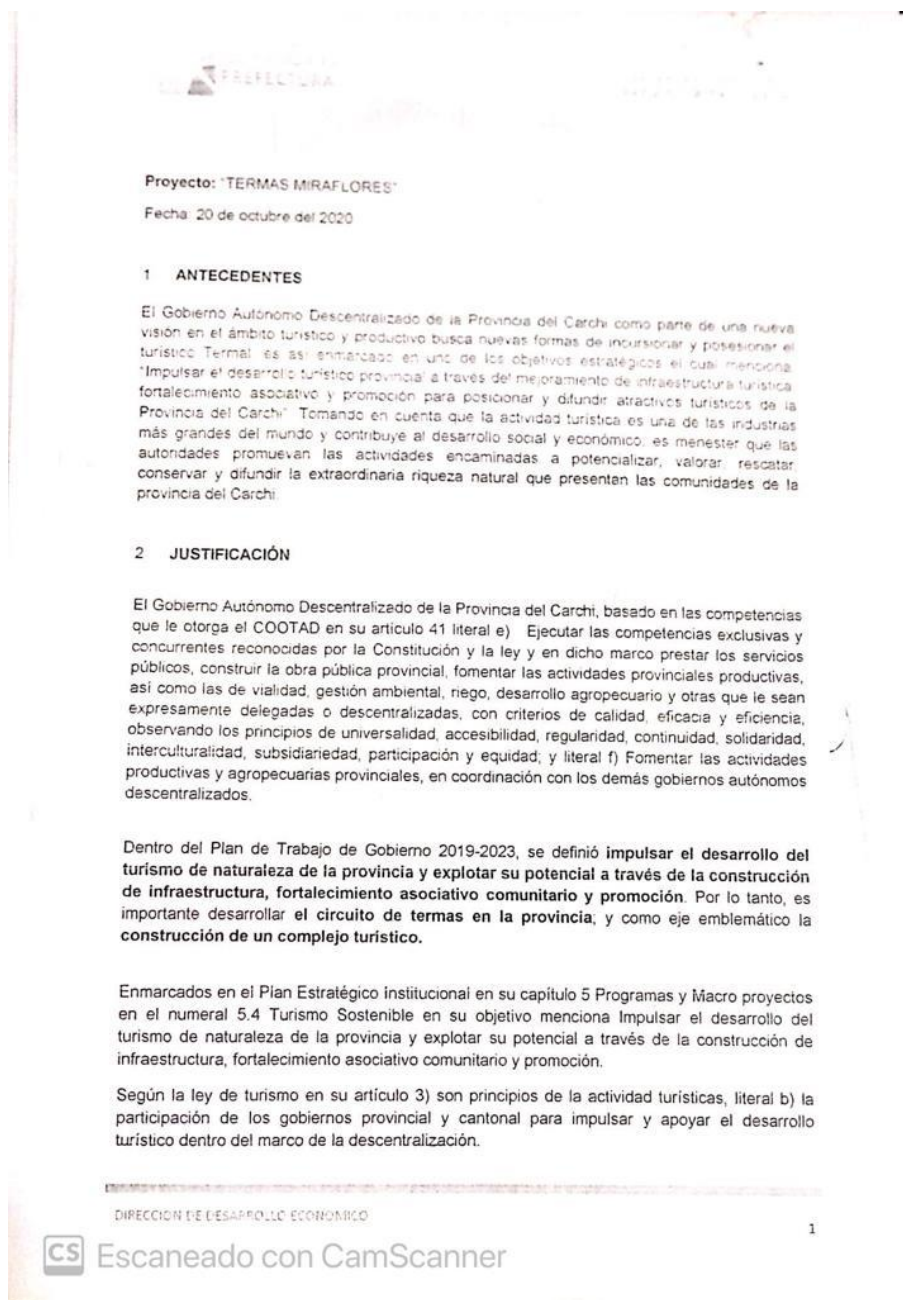 PREFECTURA
Proyecto: "TERMAS MIRAFLORES"
Fecha: 20 de octubre del 2020
1 ANTECEDENTES
El Gobierno Autónomo Descentralizado de la Provincia del Carchi como parte de una nueva
visión en el ámbito turístico y productivo busca nuevas formas de incursionar y posesionar el
turístico Termal es así enmarcado en uno de los objetivos estratégicos el cual menciona
"Impulsar el desarrollo turístico provincial a través del mejoramiento de infraestructura turística
fortalecimiento asociativo y promoción para posicionar y difundir atractivos turísticos de la
Provincia del Carchi" Tomando en cuenta que la actividad turística es una de las industrias
más grandes del mundo y contribuye al desarrollo social y económico; es menester que las
autoridades promuevan las actividades encaminadas a potencializar, valorar, rescatar,
conservar y difundir la extraordinaria riqueza natural que presentan las comunidades de la
provincia del Carchi.
2 JUSTIFICACIÓN
El Gobierno Autónomo Descentralizado de la Provincia del Carchi, basado en las competencias
que le otorga el COOTAD en su artículo 41 literal e) Ejecutar las competencias exclusivas y
concurrentes reconocidas por la Constitución y la ley y en dicho marco prestar los servicios
públicos, construir la obra pública provincial, fomentar las actividades provinciales productivas,
así como las de vialidad, gestión ambiental, riego, desarrollo agropecuario y otras que le sean
expresamente delegadas o descentralizadas, con criterios de calidad, eficacia y eficiencia,
observando los principios de universalidad, accesibilidad, regularidad, continuidad, solidaridad,
interculturalidad, subsidiariedad, participación y equidad; y literal f) Fomentar las actividades
productivas y agropecuarias provinciales, en coordinación con los demás gobiernos autónomos
descentralizados.
Dentro del Plan de Trabajo de Gobierno 2019-2023, se definió impulsar el desarrollo del
turismo de naturaleza de la provincia y explotar su potencial a través de la construcción
de infraestructura, fortalecimiento asociativo comunitario y promoción. Por lo tanto, es
importante desarrollar el circuito de termas en la provincia; y como eje emblemático la
construcción de un complejo turístico.
Enmarcados en el Plan Estratégico institucional en su capítulo 5 Programas y Macro proyectos
en el numeral 5.4 Turismo Sostenible en su objetivo menciona Impulsar el desarrollo del
turismo de naturaleza de la provincia y explotar su potencial a través de la construcción de
infraestructura, fortalecimiento asociativo comunitario y promoción.
Según la ley de turismo en su artículo 3) son principios de la actividad turísticas, literal b) la
participación de los gobiernos provincial y cantonal para impulsar y apoyar el desarrollo
turístico dentro del marco de la descentralización.
DIRECCION DE DESARROLLO ECONOMICO
1
CS Escaneado con CamScanner